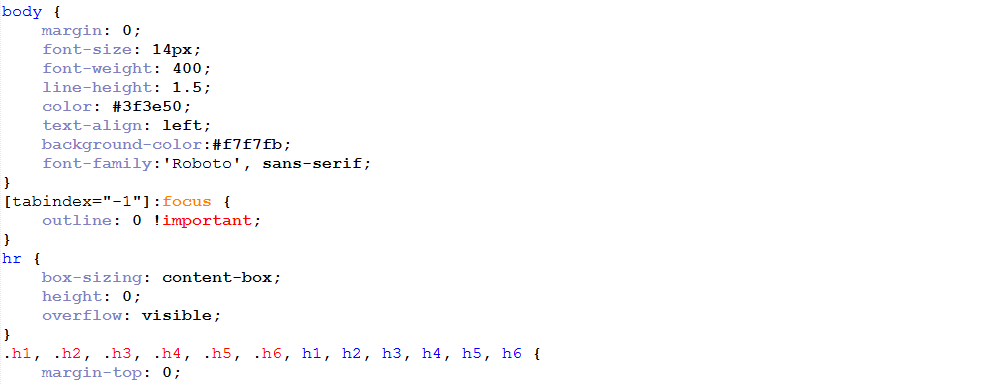 body {
    margin: 0;
    font-size: 14px;
    font-weight: 400;
    line-height: 1.5;
    color: #3f3e50;
    text-align: left;
    background-color:#f7f7fb;
    font-family:'Roboto', sans-serif;
}
[tabindex="-1"]:focus {
    outline: 0 !important;
}
hr {
    box-sizing: content-box;
    height: 0;
    overflow: visible;
}
.h1, .h2, .h3, .h4, .h5, .h6, h1, h2, h3, h4, h5, h6 {
    margin-top: 0;